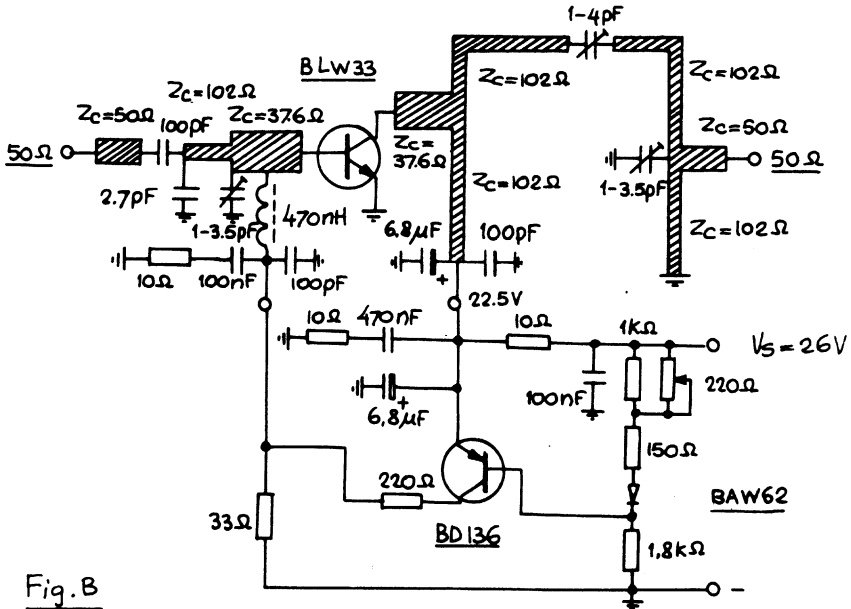 1-4pF
BLW33
Zc=102Ω
Zc=102Ω
Zc=102Ω
Zc=50Ω
100pF
Zc=37.6Ω
Zc=50Ω
50Ω
Zc=37.6Ω
50Ω
2.7pF
1-3.5pF
470nH
Zc=102Ω
1-3.5pF
6.8µF
100pF
Zc=102Ω
10Ω
100nF
100pF
+
22.5V
10Ω
470nF
10Ω
1kΩ
Vs=26V
100nF
220Ω
+
6.8µF
150Ω
220Ω
BAW62
33Ω
BD136
1,8kΩ
Fig.B
-